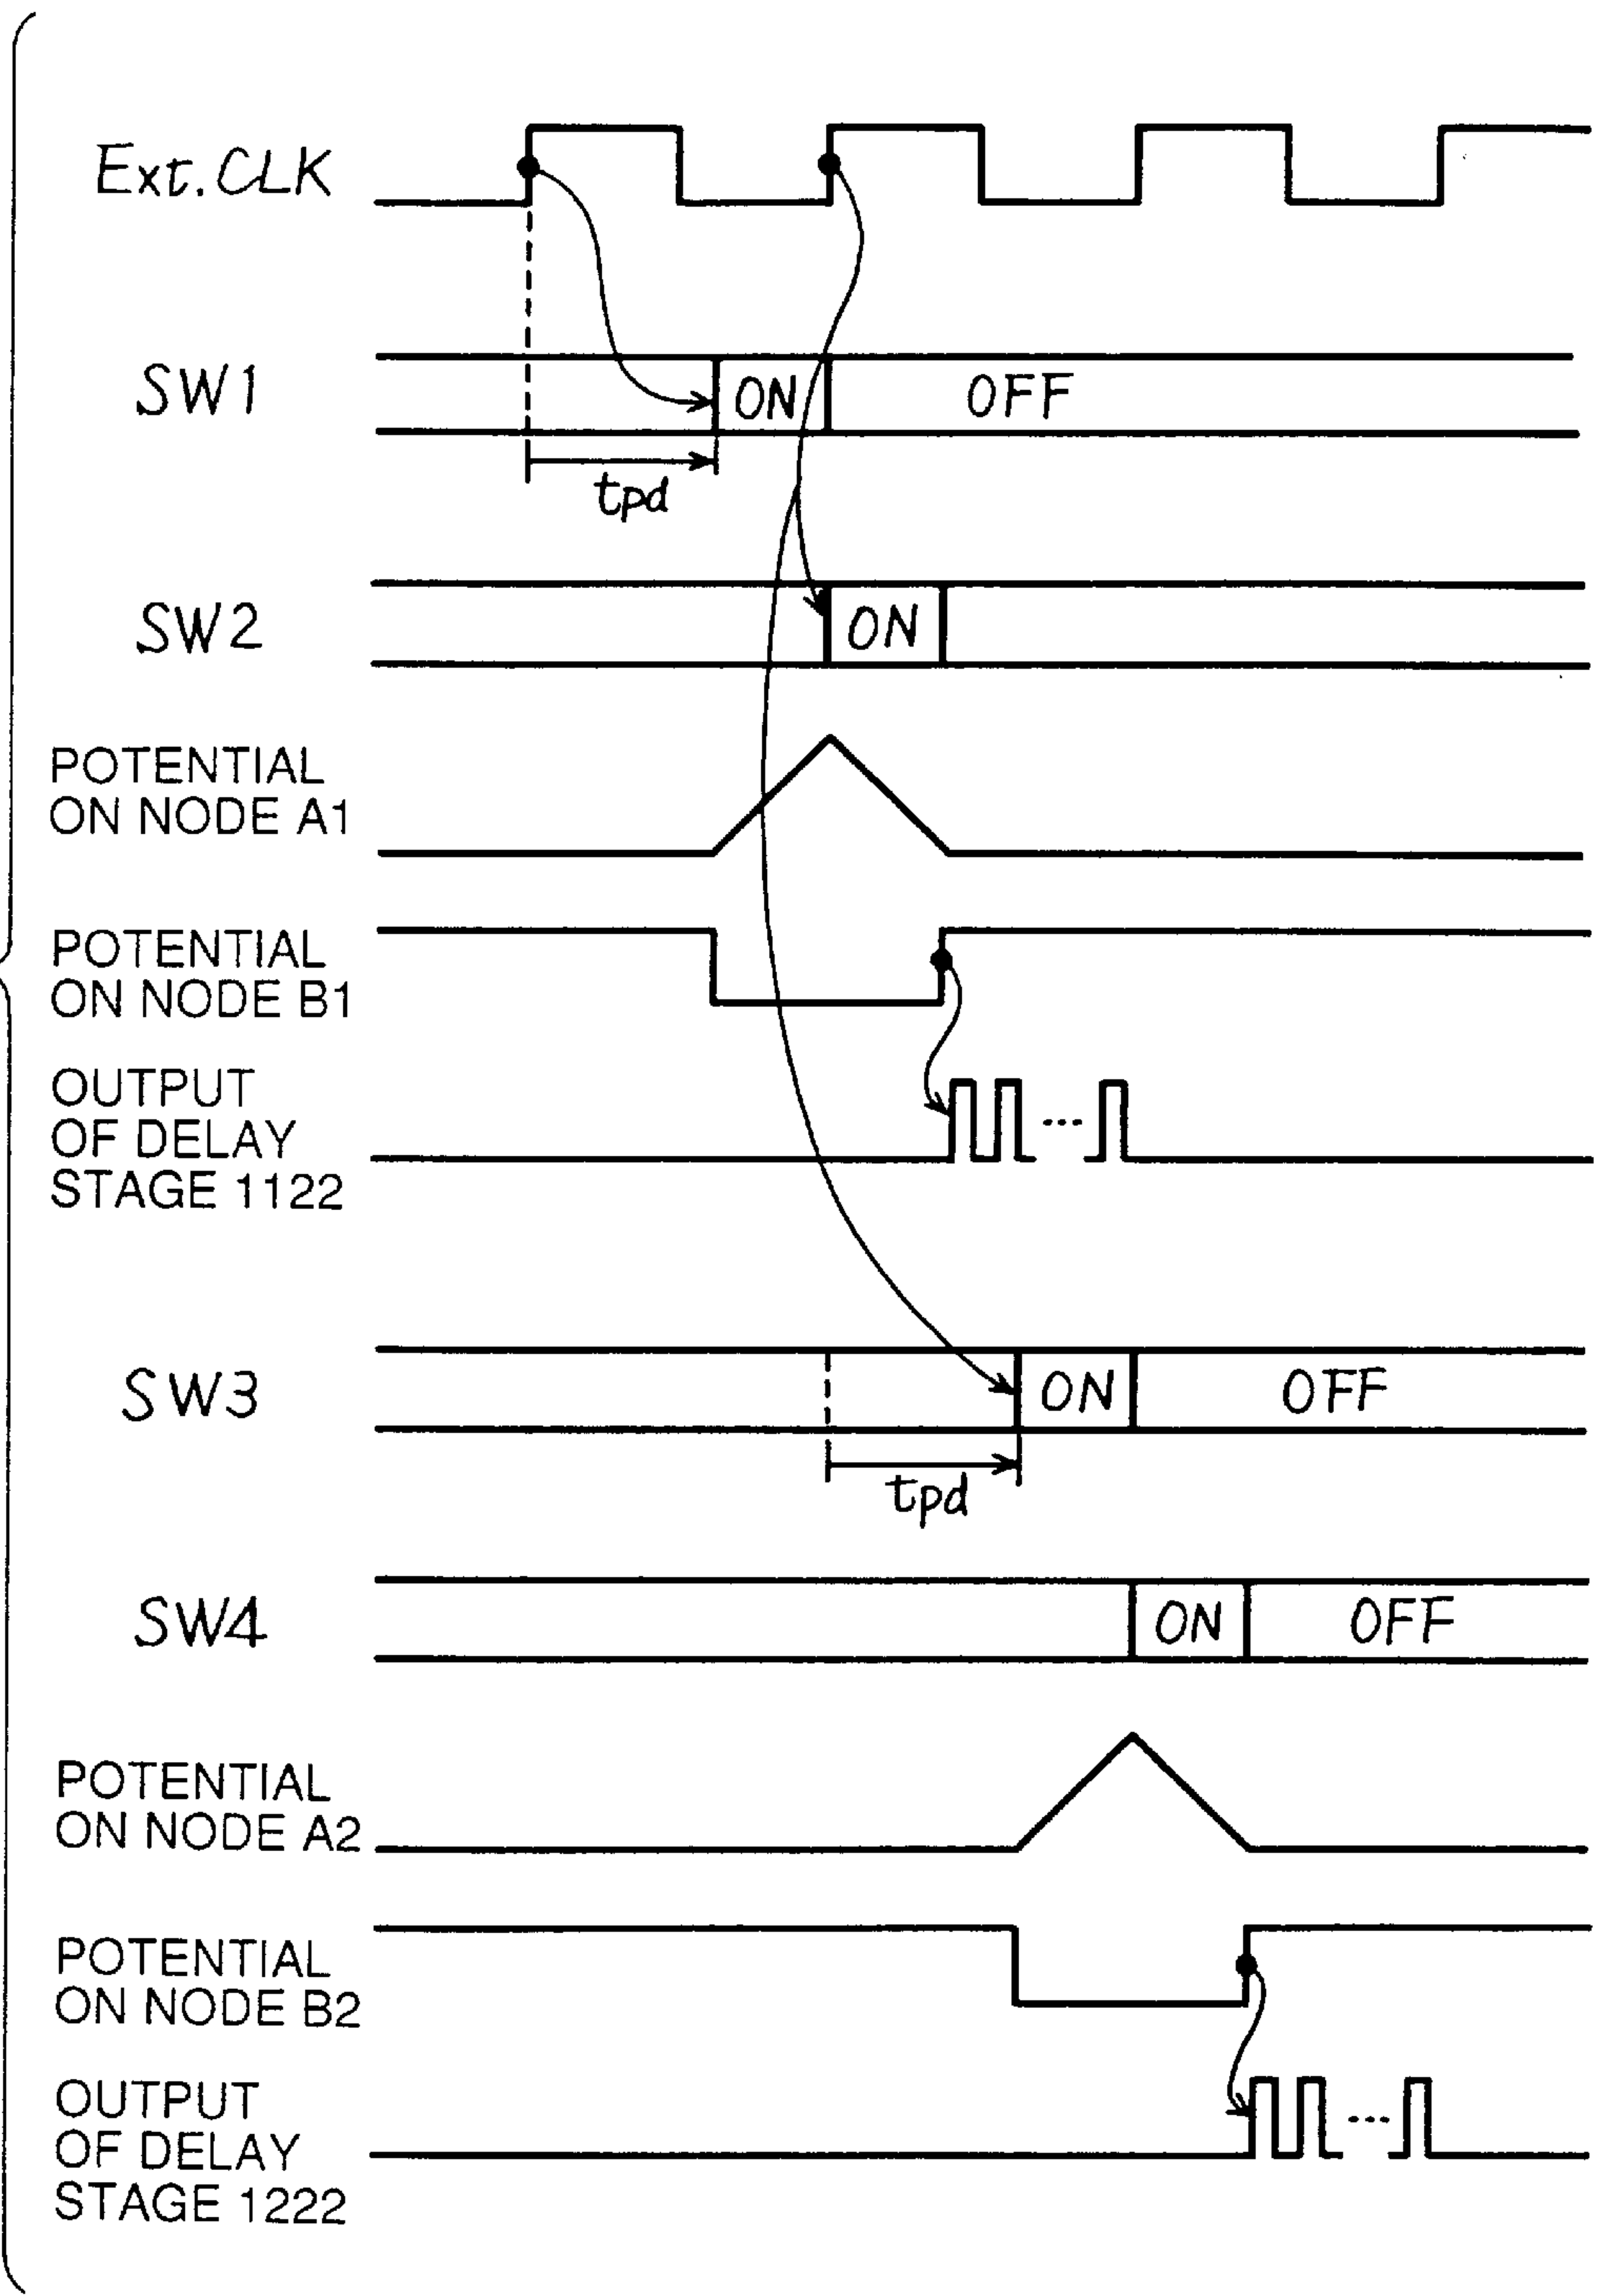 Ext. CLK
SW1
ON
OFF
tpd
SW2
ON
POTENTIAL
ON NODE A1
POTENTIAL
ON NODE B1
OUTPUT
OF DELAY
STAGE 1122
...
SW3
ON
OFF
tpd
SW4
ON
OFF
POTENTIAL
ON NODE A2
POTENTIAL
ON NODE B2
OUTPUT
OF DELAY
STAGE 1222
...